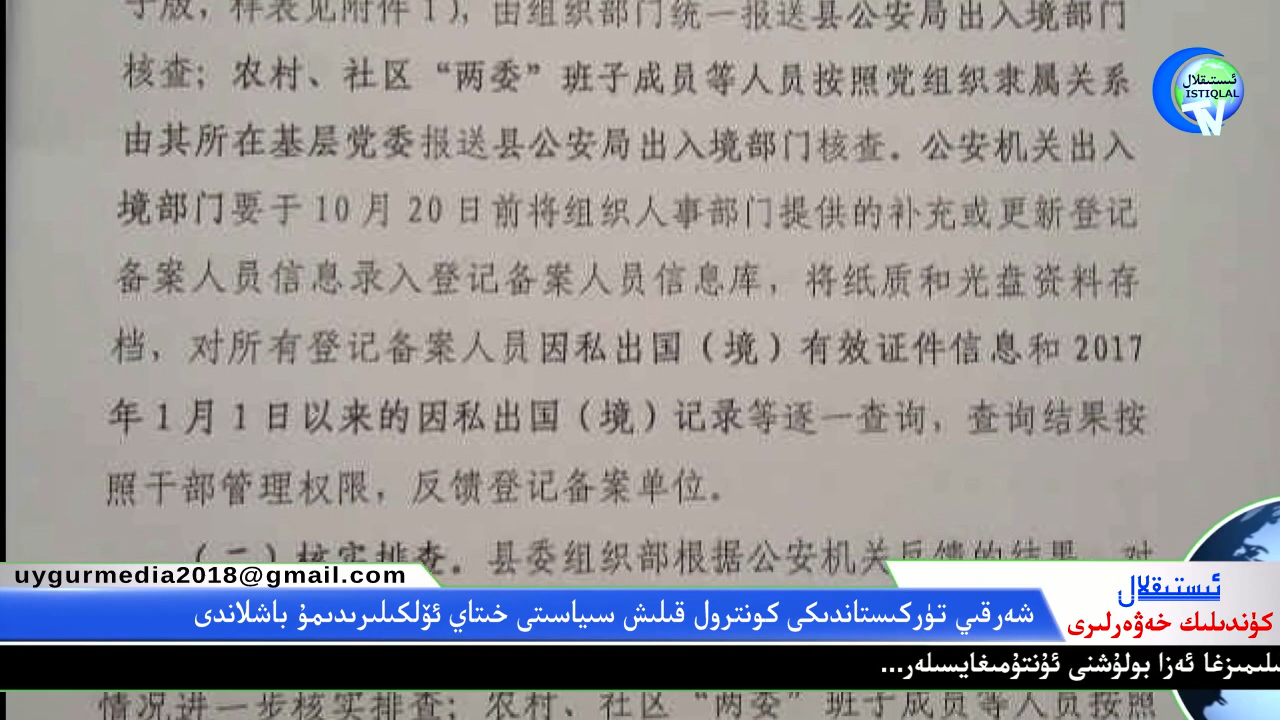 子版，样表见附件1），由组织部门统一报送县公安局出入境部门
核查；农村、社区“两委”班子成员等人员按照党组织隶属关系
由其所在基层党委报送县公安局出入境部门核查。公安机关出入
境部门要于10月20日前将组织人事部门提供的补充或更新登记
备案人员信息录入登记备案人员信息库，将纸质和光盘资料存
档，对所有登记备案人员因私出国（境）有效证件信息和2017
年1月1日以来的因私出国（境）记录等逐一查询，查询结果按
照干部管理权限，反馈登记备案单位。
（二）核实排查。县委组织部根据公安机关反馈的结果，对
情况进一步核实排查；农村、社区“两委”班子成员等人员按照
ئىستىقلال
ISTIQLAL
TV
uygurmedia2018@gmail.com
شەرقىي تۈركىستاندىكى كونترول قىلىش سىياسىتى خىتاي ئۆلكىلىرىدىمۇ باشلاندى
ئىستىقلال
كۈندىلىك خەۋەرلىرى
ئەزا بولۇشنى ئۇنتۇمىغايسىلەر...